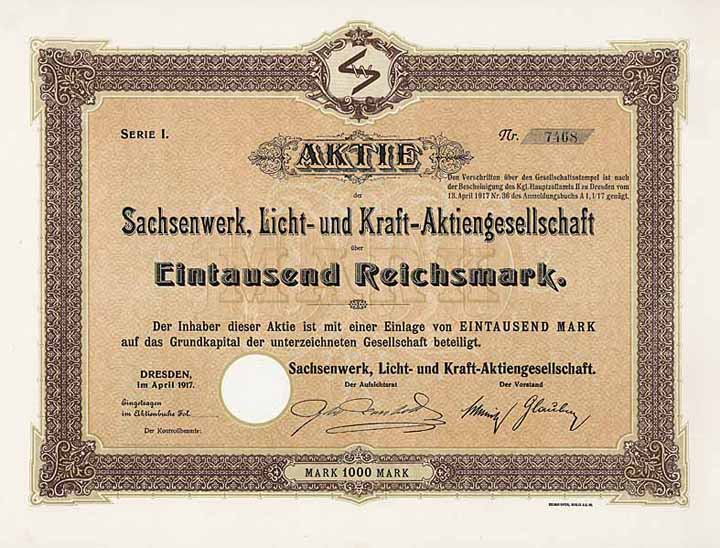 SERIE I.
Nr. 7468
AKTIE
Den Vorschriften über den Gesellschaftsstempel ist nach
der Bescheinigung des Kgl. Hauptzollamts II zu Dresden vom
13. April 1917 Nr. 36 des Anmeldungsbuchs A I, 1/17 genügt.
der
Sachsenwerk, Licht- und Kraft-Aktiengesellschaft
über
Eintausend Reichsmark.
Der Inhaber dieser Aktie ist mit einer Einlage von EINTAUSEND MARK
auf das Grundkapital der unterzeichneten Gesellschaft beteiligt.
DRESDEN,
im April 1917.
Sachsenwerk, Licht- und Kraft-Aktiengesellschaft.
Der Aufsichtsrat
Der Vorstand
Eingetragen
im Aktienbuche Fol.
Der Kontrollbeamte:
Glauber
MARK 1000 MARK